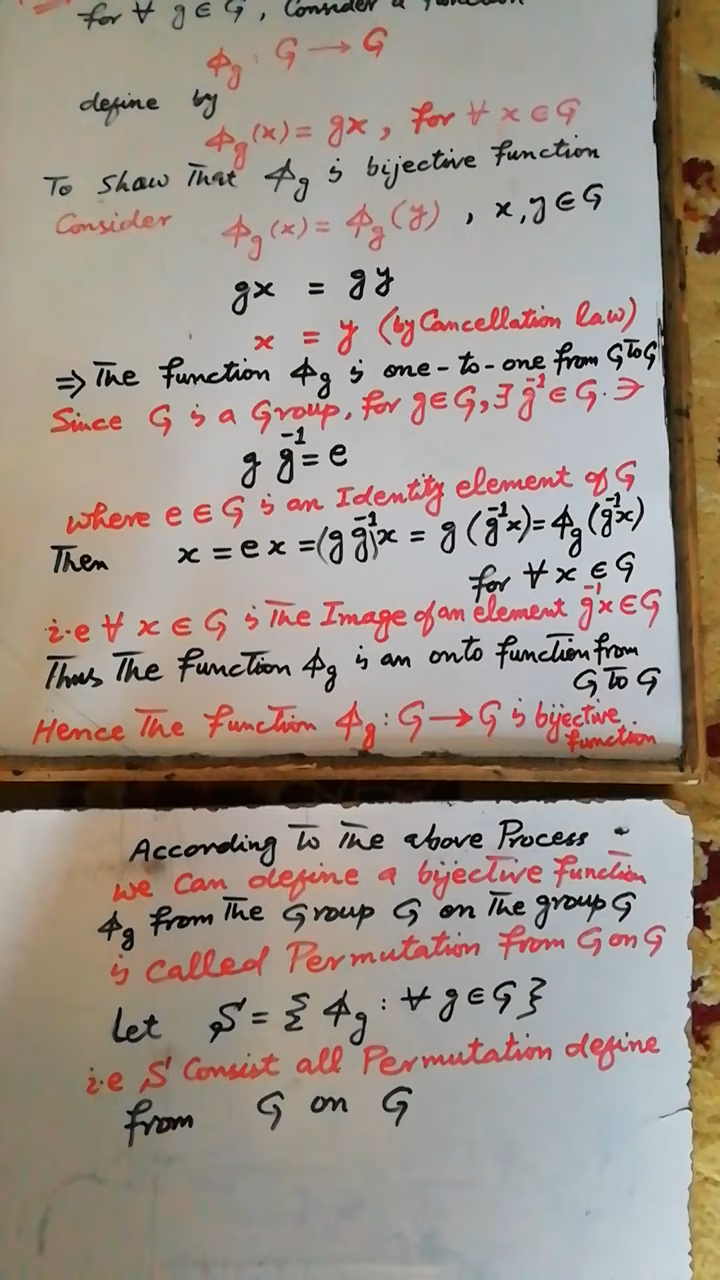 for ∀ g ∈ G, Consider a function
ϕg : G → G
define by
ϕg(x) = gx, for ∀ x ∈ G
To show That ϕg is bijective function
Consider ϕg(x) = ϕg(y) , x, y ∈ G
gx = gy
x = y (by Cancellation law)
⇒ The function ϕg is one-to-one from G To G
Since G is a Group, for g ∈ G, ∃ g⁻¹ ∈ G. ∋
g g⁻¹ = e
where e ∈ G is an Identity element of G
Then x = e x = (g g⁻¹)x = g (g⁻¹x) = ϕg(g⁻¹x)
for ∀ x ∈ G
i.e ∀ x ∈ G is The Image of an element g⁻¹x ∈ G
Thus The function ϕg is an onto function from
G To G
Hence The function ϕg : G → G is bijective
function
According To The above Process -
we Can define a bijective function
ϕg from The Group G on The group G
is Called Permutation from G on G
Let S' = { ϕg : ∀ g ∈ G }
i.e S' Consist all Permutation define
from G on G